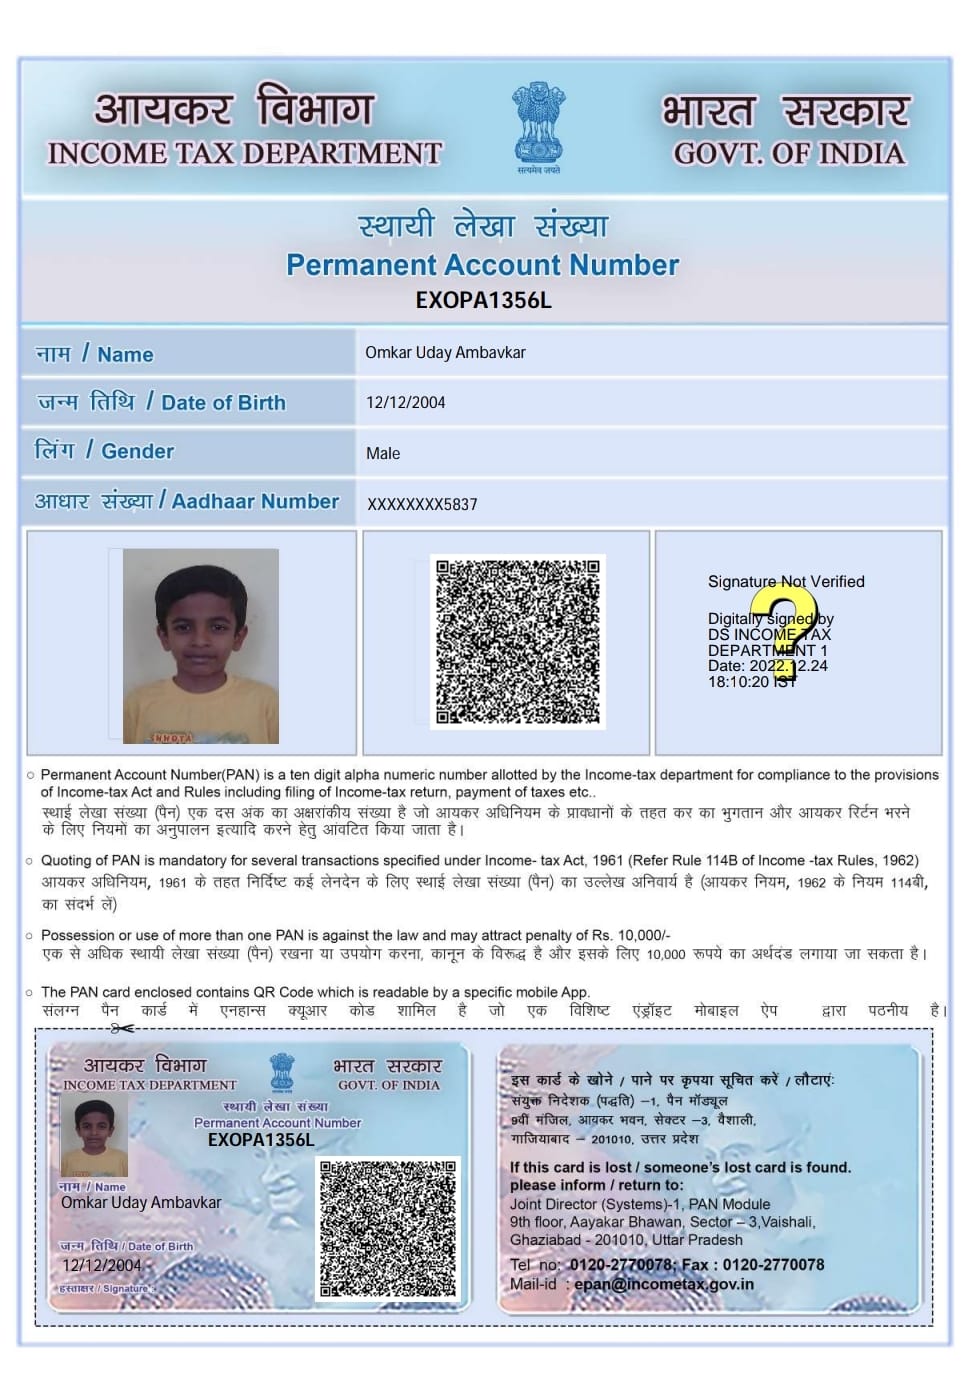 आयकर विभाग
INCOME TAX DEPARTMENT
सत्यमेव जयते
भारत सरकार
GOVT. OF INDIA
स्थायी लेखा संख्या
Permanent Account Number
EXOPA1356L
नाम / Name Omkar Uday Ambavkar
जन्म तिथि / Date of Birth 12/12/2004
लिंग / Gender Male
आधार संख्या / Aadhaar Number XXXXXXXX5837
CHHOTA
Signature Not Verified
Digitally signed by
DS INCOME TAX
DEPARTMENT 1
Date: 2022.12.24
18:10:20 IST
?
○ Permanent Account Number(PAN) is a ten digit alpha numeric number allotted by the Income-tax department for compliance to the provisions
of Income-tax Act and Rules including filing of Income-tax return, payment of taxes etc..
स्थाई लेखा संख्या (पैन) एक दस अंक का अक्षरांकीय संख्या है जो आयकर अधिनियम के प्रावधानों के तहत कर का भुगतान और आयकर रिर्टन भरने
के लिए नियमों का अनुपालन इत्यादि करने हेतु आंवटित किया जाता है।
○ Quoting of PAN is mandatory for several transactions specified under Income- tax Act, 1961 (Refer Rule 114B of Income -tax Rules, 1962)
आयकर अधिनियम, 1961 के तहत निर्दिष्ट कई लेनदेन के लिए स्थाई लेखा संख्या (पैन) का उल्लेख अनिवार्य है (आयकर नियम, 1962 के नियम 114बी,
का संदर्भ लें)
○ Possession or use of more than one PAN is against the law and may attract penalty of Rs. 10,000/-
एक से अधिक स्थायी लेखा संख्या (पैन) रखना या उपयोग करना, कानून के विरूद्ध है और इसके लिए 10,000 रूपये का अर्थदंड लगाया जा सकता है।
○ The PAN card enclosed contains QR Code which is readable by a specific mobile App.
संलग्न पैन कार्ड में एनहान्स क्यूआर कोड शामिल है जो एक विशिष्ट एंड्रॉइट मोबाइल ऐप द्वारा पठनीय है।
आयकर विभाग
INCOME TAX DEPARTMENT
भारत सरकार
GOVT. OF INDIA
स्थायी लेखा संख्या
Permanent Account Number
EXOPA1356L
नाम / Name
Omkar Uday Ambavkar
जन्म तिथि / Date of Birth
12/12/2004
हस्ताक्षर / Signature :-
इस कार्ड के खोने / पाने पर कृपया सूचित करें / लौटाएं:
संयुक्त निदेशक (पद्धति) –1, पैन मॉड्यूल
9वीं मंजिल, आयकर भवन, सेक्टर –3, वैशाली,
गाजियाबाद – 201010, उत्तर प्रदेश
If this card is lost / someone's lost card is found.
please inform / return to:
Joint Director (Systems)-1, PAN Module
9th floor, Aayakar Bhawan, Sector – 3,Vaishali,
Ghaziabad - 201010, Uttar Pradesh
Tel no: 0120-2770078; Fax : 0120-2770078
Mail-id : epan@incometax.gov.in